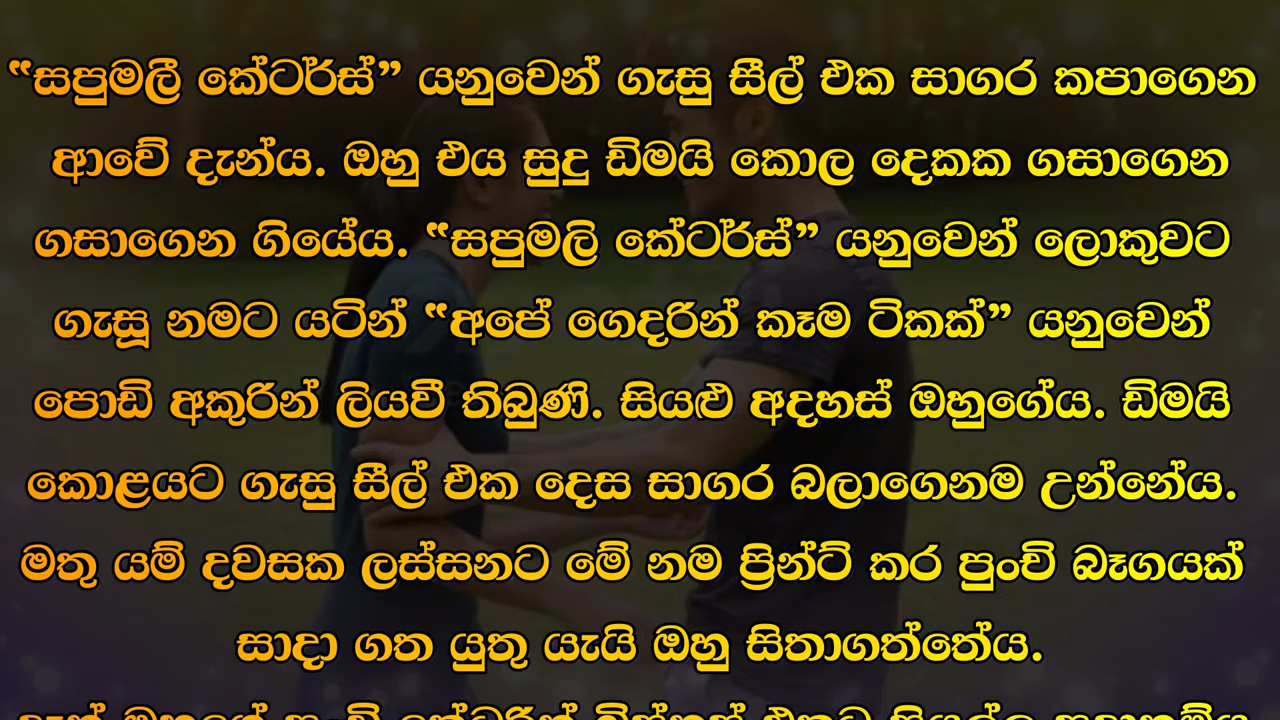 “සපුමලී කේටර්ස්” යනුවෙන් ගැසු සීල් එක සාගර කපාගෙන
ආවේ දැන්ය. ඔහු එය සුදු ඩිමයි කොල දෙකක ගසාගෙන
ගසාගෙන ගියේය. “සපුමලි කේටර්ස්” යනුවෙන් ලොකුවට
ගැසූ නමට යටින් “අපේ ගෙදරින් කෑම ටිකක්” යනුවෙන්
පොඩි අකුරින් ලියවී තිබුණි. සියළු අදහස් ඔහුගේය. ඩිමයි
කොළයට ගැසු සීල් එක දෙස සාගර බලාගෙනම උන්නේය.
මතු යම් දවසක ලස්සනට මේ නම ප්‍රින්ට් කර පුංචි බෑගයක්
සාදා ගත යුතු යැයි ඔහු සිතාගත්තේය.